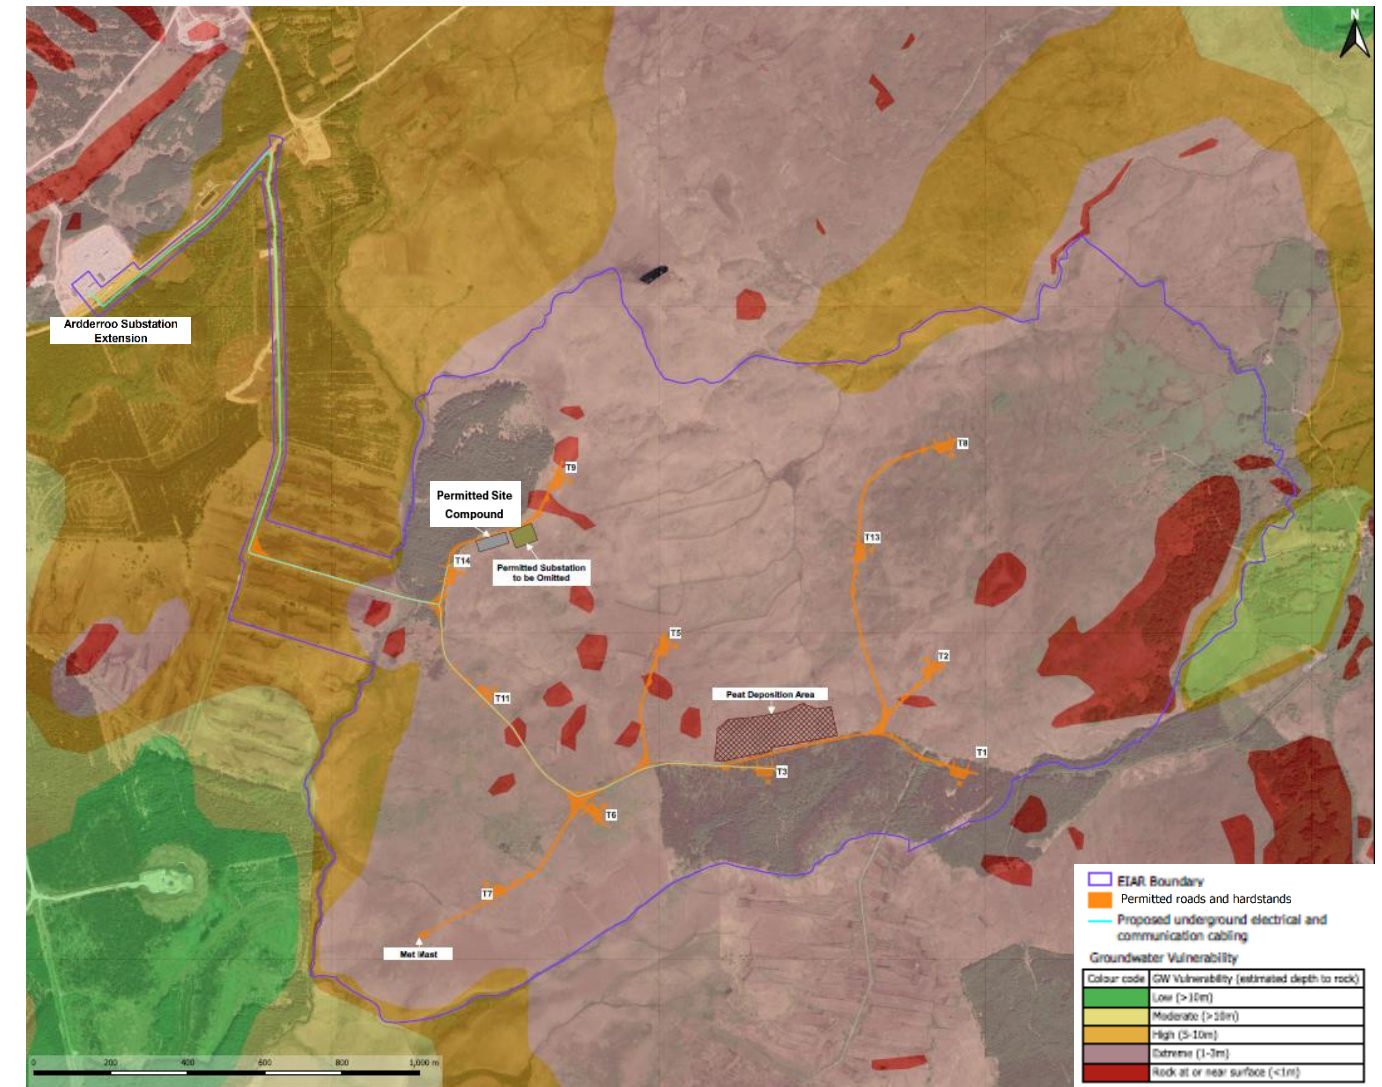 N
Ardderroo Substation
Extension
T8
T9
Permitted Site
Compound
T13
T14
Permitted Substation
to be Omitted
T5
T2
Peat Deposition Area
T11
T1
T3
T6
T7
Met Mast
EIAR Boundary
Permitted roads and hardstands
Proposed underground electrical and
communication cabling
Groundwater Vulnerability
Colour code GW Vulnerability (estimated depth to rock)
Low (>10m)
Moderate (>10m)
High (5-10m)
Extreme (1-3m)
Rock at or near surface (<1m)
0 200 400 600 800 1,000 m